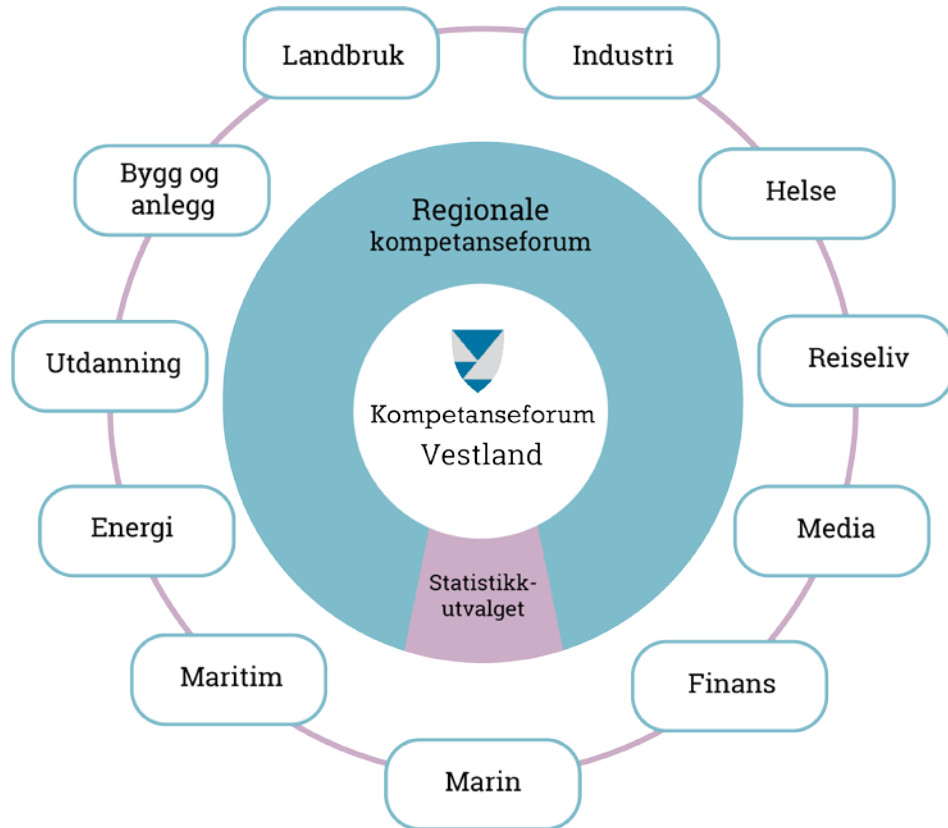 Landbruk
Industri
Bygg og
anlegg
Helse
Regionale
kompetanseforum
Utdanning
Reiseliv
Kompetanseforum
Vestland
Energi
Media
Statistikk-
utvalget
Maritim
Finans
Marin